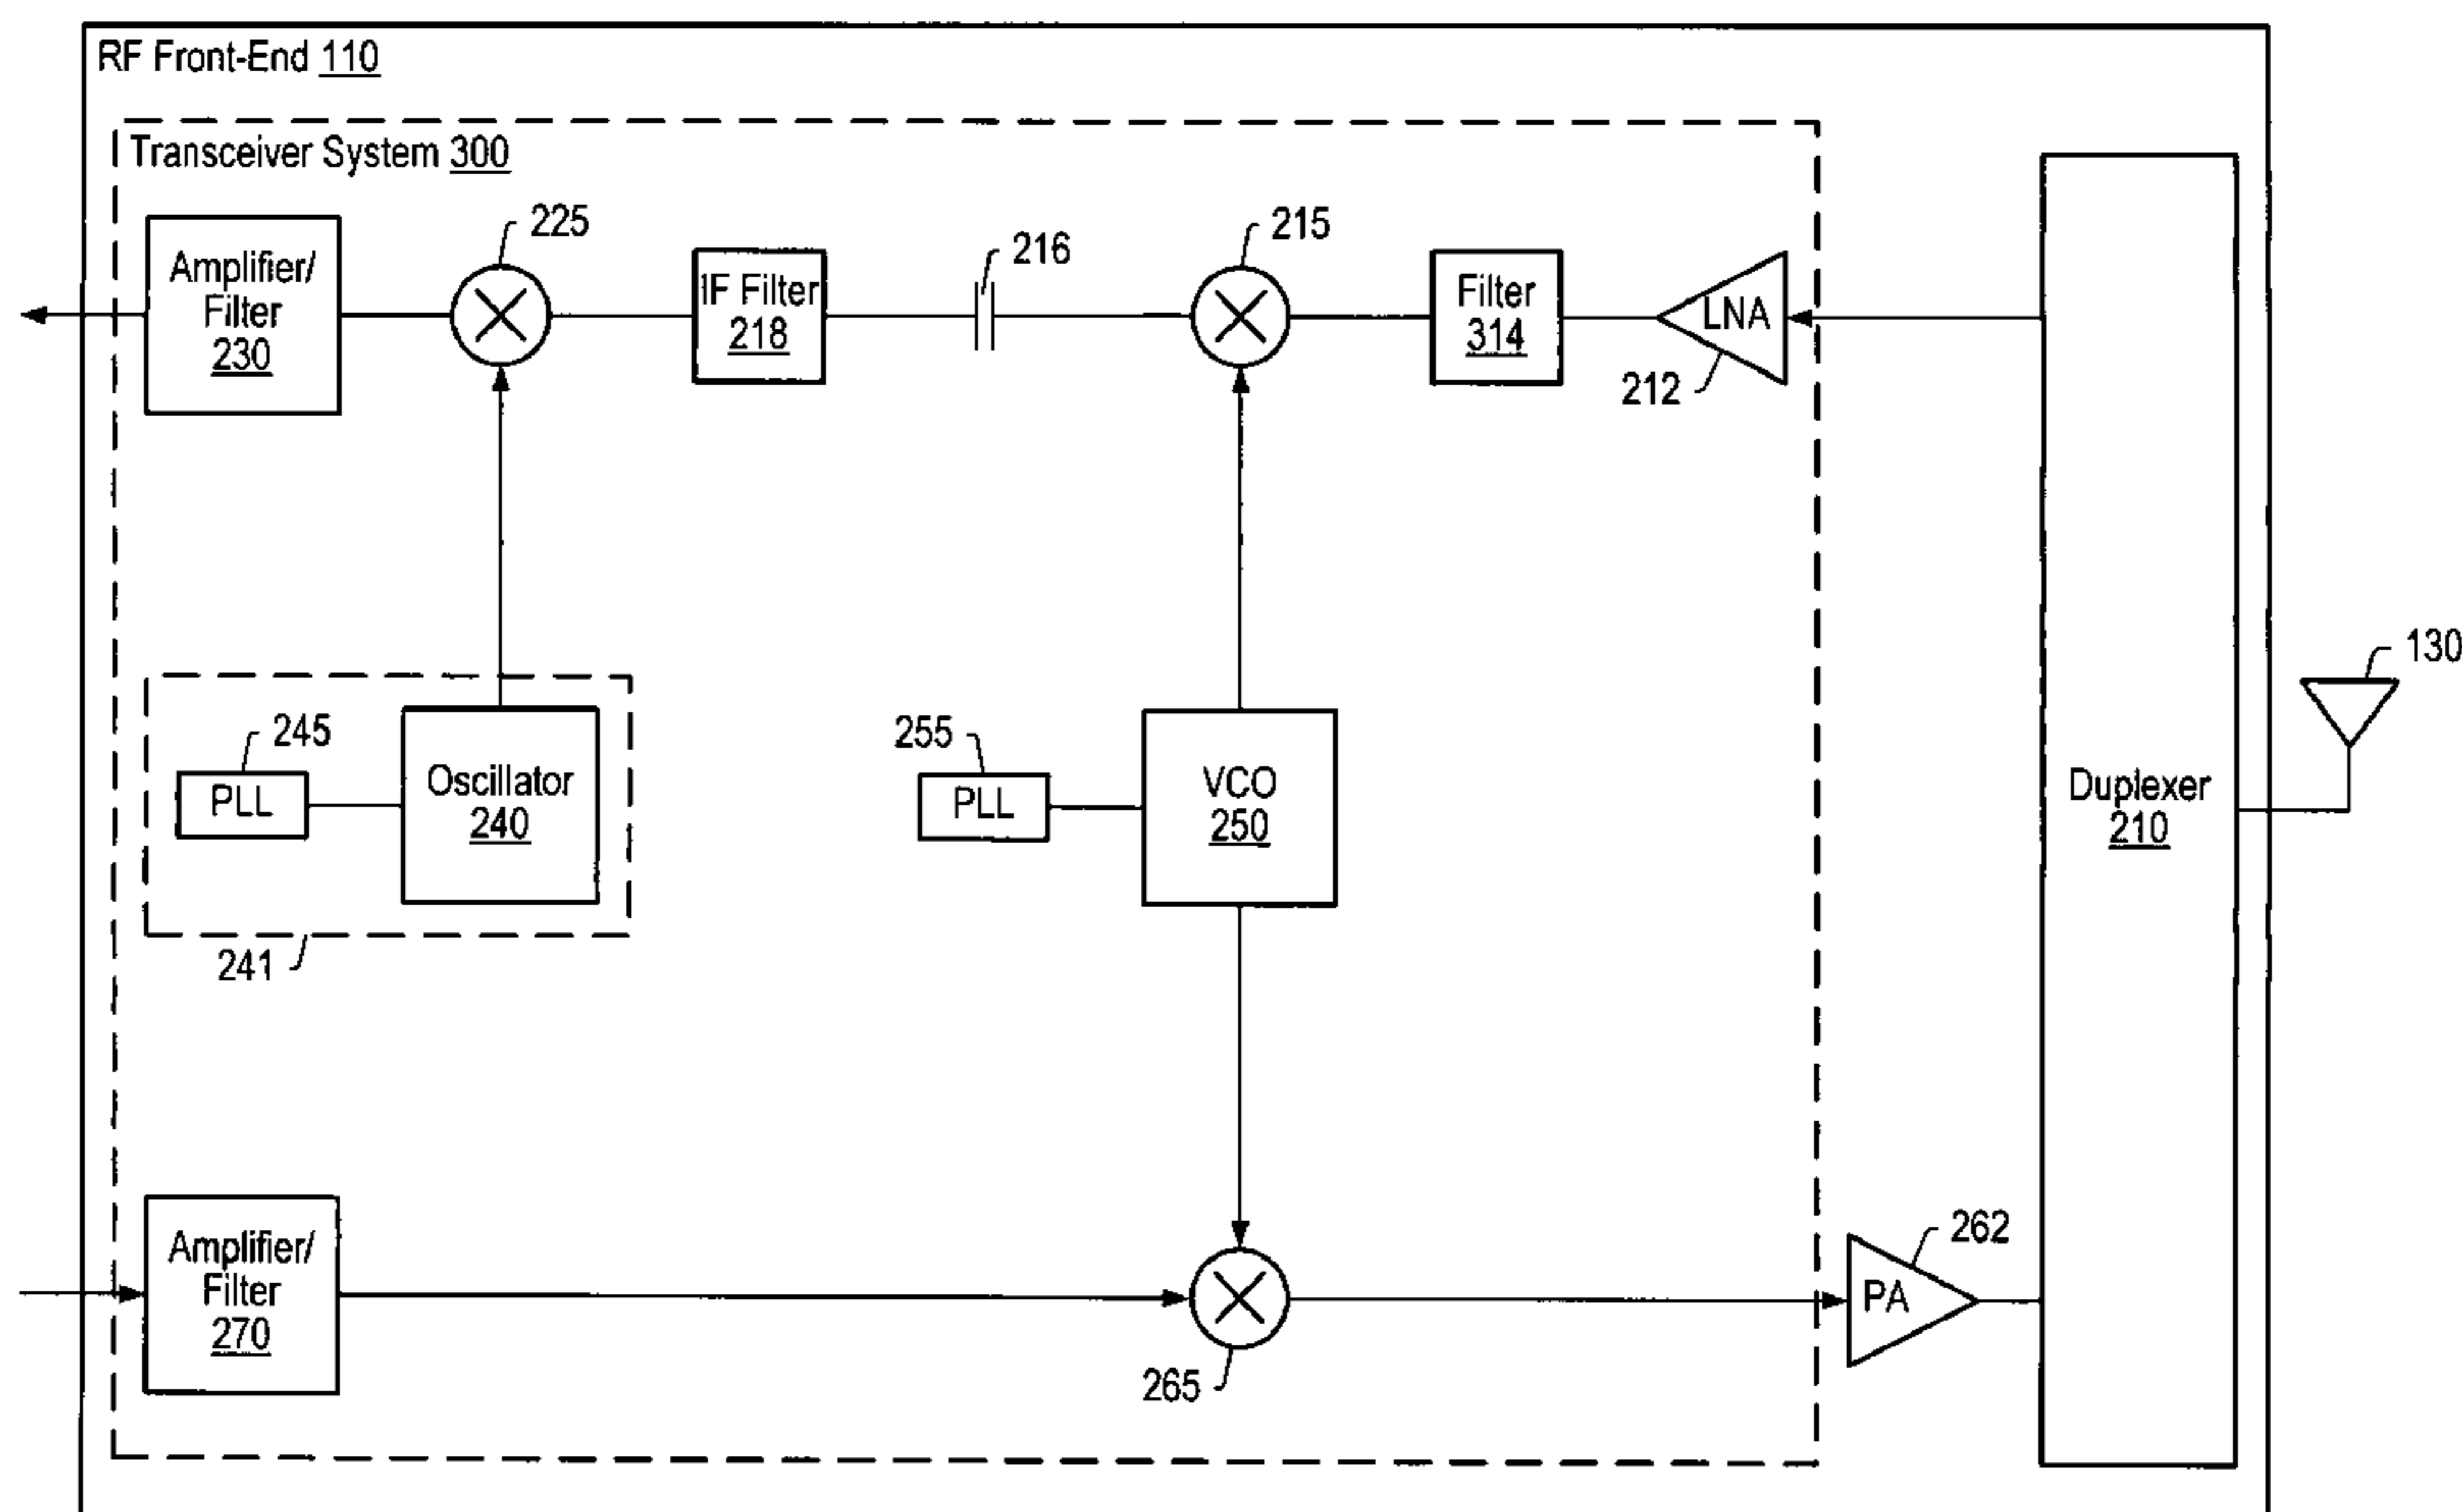 RF Front-End 110
Transceiver System 300
225
216
215
Amplifier/
Filter
230
IF Filter
218
Filter
314
LNA
212
130
245
PLL
Oscillator
240
241
255
PLL
VCO
250
Duplexer
210
Amplifier/
Filter
270
265
262
PA